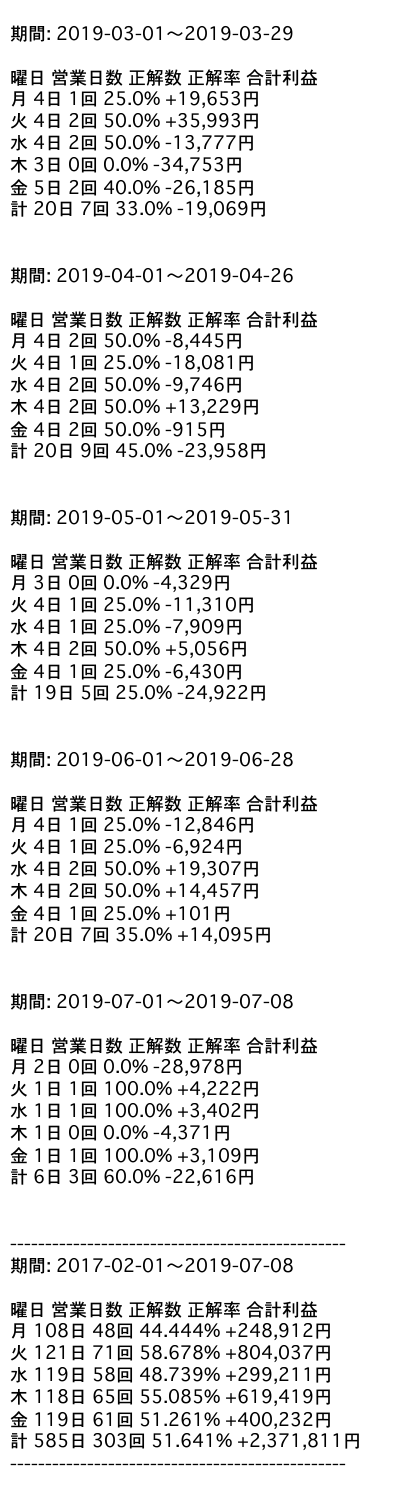 期間: 2019-03-01〜2019-03-29
曜日 営業日数 正解数 正解率 合計利益
月 4日 1回 25.0% +19,653円
火 4日 2回 50.0% +35,993円
水 4日 2回 50.0% -13,777円
木 3日 0回 0.0% -34,753円
金 5日 2回 40.0% -26,185円
計 20日 7回 33.0% -19,069円
期間: 2019-04-01〜2019-04-26
曜日 営業日数 正解数 正解率 合計利益
月 4日 2回 50.0% -8,445円
火 4日 1回 25.0% -18,081円
水 4日 2回 50.0% -9,746円
木 4日 2回 50.0% +13,229円
金 4日 2回 50.0% -915円
計 20日 9回 45.0% -23,958円
期間: 2019-05-01〜2019-05-31
曜日 営業日数 正解数 正解率 合計利益
月 3日 0回 0.0% -4,329円
火 4日 1回 25.0% -11,310円
水 4日 1回 25.0% -7,909円
木 4日 2回 50.0% +5,056円
金 4日 1回 25.0% -6,430円
計 19日 5回 25.0% -24,922円
期間: 2019-06-01〜2019-06-28
曜日 営業日数 正解数 正解率 合計利益
月 4日 1回 25.0% -12,846円
火 4日 1回 25.0% -6,924円
水 4日 2回 50.0% +19,307円
木 4日 2回 50.0% +14,457円
金 4日 1回 25.0% +101円
計 20日 7回 35.0% +14,095円
期間: 2019-07-01〜2019-07-08
曜日 営業日数 正解数 正解率 合計利益
月 2日 0回 0.0% -28,978円
火 1日 1回 100.0% +4,222円
水 1日 1回 100.0% +3,402円
木 1日 0回 0.0% -4,371円
金 1日 1回 100.0% +3,109円
計 6日 3回 60.0% -22,616円
------------------------------------------------
期間: 2017-02-01〜2019-07-08
曜日 営業日数 正解数 正解率 合計利益
月 108日 48回 44.444% +248,912円
火 121日 71回 58.678% +804,037円
水 119日 58回 48.739% +299,211円
木 118日 65回 55.085% +619,419円
金 119日 61回 51.261% +400,232円
計 585日 303回 51.641% +2,371,811円
------------------------------------------------